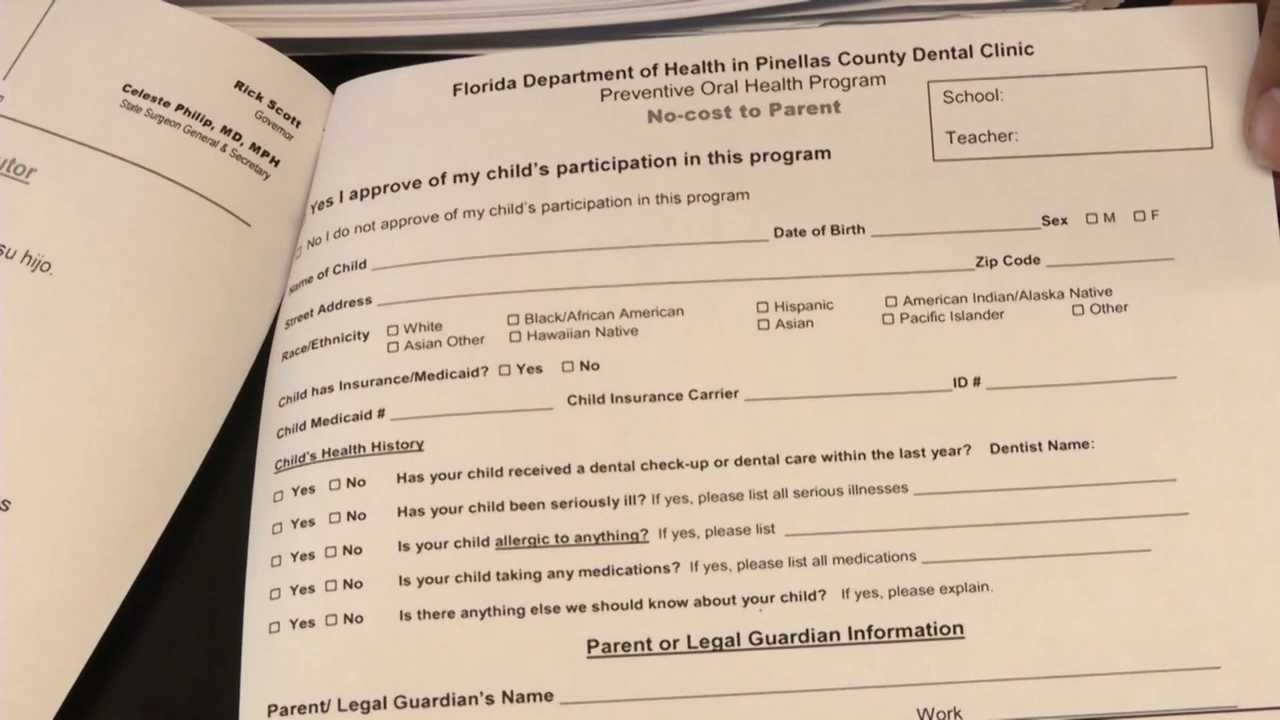 Rick Scott
Governor
Celeste Philip, MD, MPH
State Surgeon General & Secretary
su hijo.
Florida Department of Health in Pinellas County Dental Clinic
Preventive Oral Health Program
No-cost to Parent
School:
Teacher:
Yes I approve of my child's participation in this program
☐ No I do not approve of my child's participation in this program
Name of Child Date of Birth Sex ☐ M ☐ F
Street Address Zip Code
Race/Ethnicity ☐ White ☐ Black/African American ☐ Hispanic ☐ American Indian/Alaska Native
☐ Asian Other ☐ Hawaiian Native ☐ Asian ☐ Pacific Islander ☐ Other
Child has Insurance/Medicaid? ☐ Yes ☐ No
Child Medicaid # Child Insurance Carrier ID #
Child's Health History
☐ Yes ☐ No Has your child received a dental check-up or dental care within the last year? Dentist Name:
☐ Yes ☐ No Has your child been seriously ill? If yes, please list all serious illnesses
☐ Yes ☐ No Is your child allergic to anything? If yes, please list
☐ Yes ☐ No Is your child taking any medications? If yes, please list all medications
☐ Yes ☐ No Is there anything else we should know about your child? If yes, please explain.
Parent or Legal Guardian Information
Parent/ Legal Guardian's Name
Work